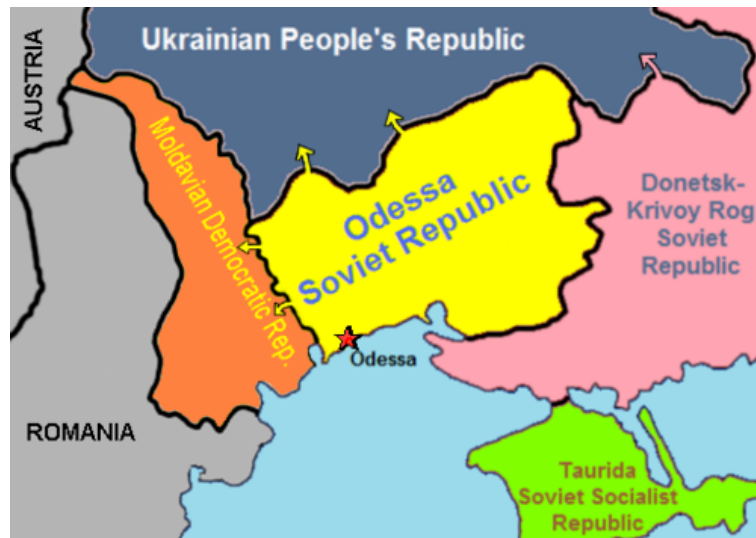 Ukrainian People's Republic
AUSTRIA
Moldavian Democratic Rep.
Odessa
Soviet Republic
Donetsk-
Krivoy Rog
Soviet
Republic
Odessa
ROMANIA
Taurida
Soviet Socialist
Republic